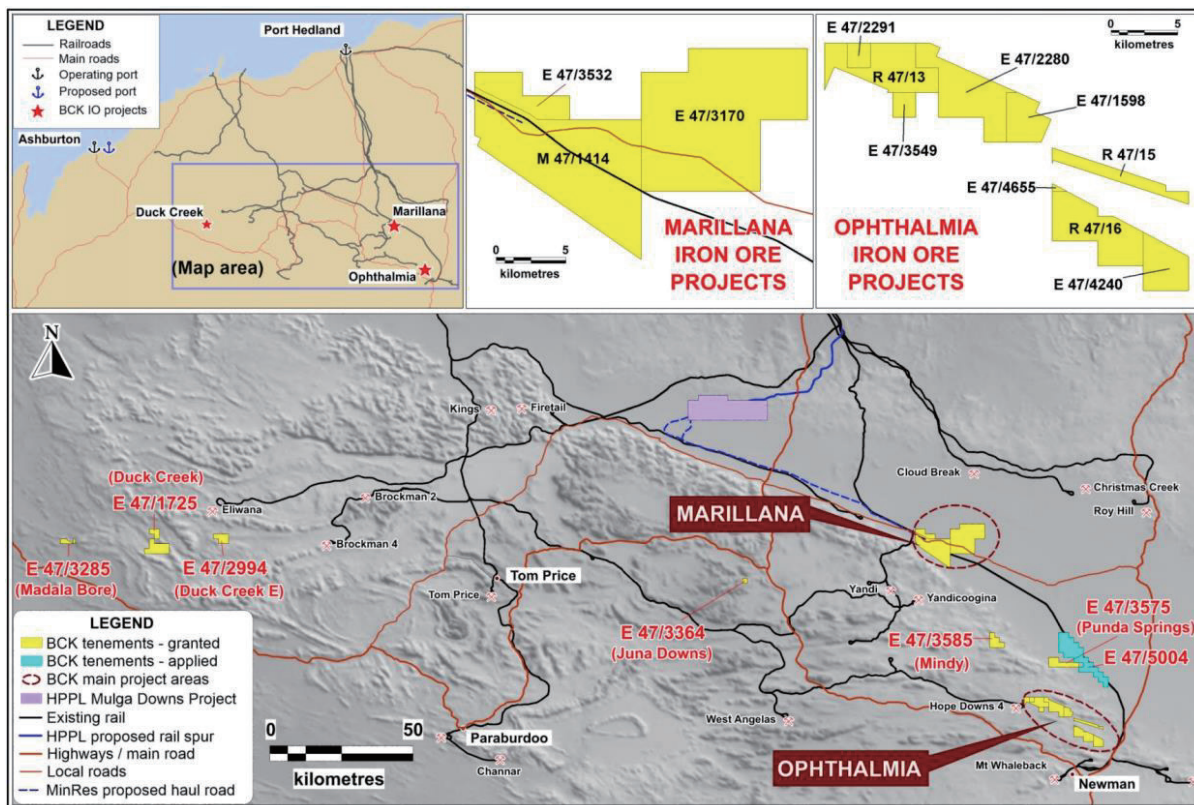 LEGEND
Railroads
Main roads
Operating port
Proposed port
BCK IO projects
Port Hedland
Ashburton
Duck Creek
Marillana
(Map area)
Ophthalmia
E 47/3532
E 47/3170
M 47/1414
0 5
kilometres
MARILLANA
IRON ORE
PROJECTS
E 47/2291
0 5
kilometres
R 47/13
E 47/2280
E 47/1598
E 47/3549
R 47/15
E 47/4655
R 47/16
E 47/4240
OPHTHALMIA
IRON ORE
PROJECTS
N
Kings
Firetail
Cloud Break
Christmas Creek
Roy Hill
(Duck Creek)
E 47/1725
Eliwana
Brockman 2
Brockman 4
MARILLANA
E 47/3285
(Madala Bore)
E 47/2994
(Duck Creek E)
Tom Price
Tom Price
Yandi
Yandicoogina
E 47/3364
(Juna Downs)
E 47/3585
(Mindy)
E 47/3575
(Punda Springs)
E 47/5004
LEGEND
BCK tenements - granted
BCK tenements - applied
BCK main project areas
HPPL Mulga Downs Project
Existing rail
HPPL proposed rail spur
Highways / main road
Local roads
MinRes proposed haul road
0 50
kilometres
Paraburdoo
Channar
West Angelas
Hope Downs 4
OPHTHALMIA
Mt Whaleback
Newman